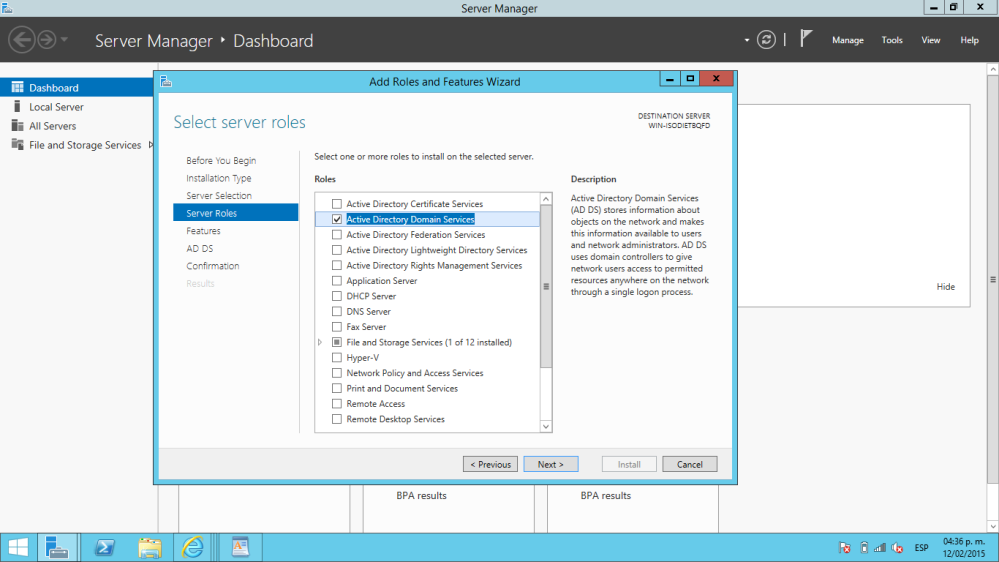 Server Manager
Server Manager ‣ Dashboard
Manage
Tools
View
Help
Dashboard
Local Server
All Servers
File and Storage Services
Add Roles and Features Wizard
Select server roles
DESTINATION SERVER
WIN-ISODIETBQFD
Before You Begin
Installation Type
Server Selection
Server Roles
Features
AD DS
Confirmation
Results
Select one or more roles to install on the selected server.
Roles
Active Directory Certificate Services
Active Directory Domain Services
Active Directory Federation Services
Active Directory Lightweight Directory Services
Active Directory Rights Management Services
Application Server
DHCP Server
DNS Server
Fax Server
File and Storage Services (1 of 12 installed)
Hyper-V
Network Policy and Access Services
Print and Document Services
Remote Access
Remote Desktop Services
Description
Active Directory Domain Services
(AD DS) stores information about
objects on the network and makes
this information available to users
and network administrators. AD DS
uses domain controllers to give
network users access to permitted
resources anywhere on the network
through a single logon process.
Hide
< Previous
Next >
Install
Cancel
BPA results
BPA results
ESP
04:36 p. m.
12/02/2015